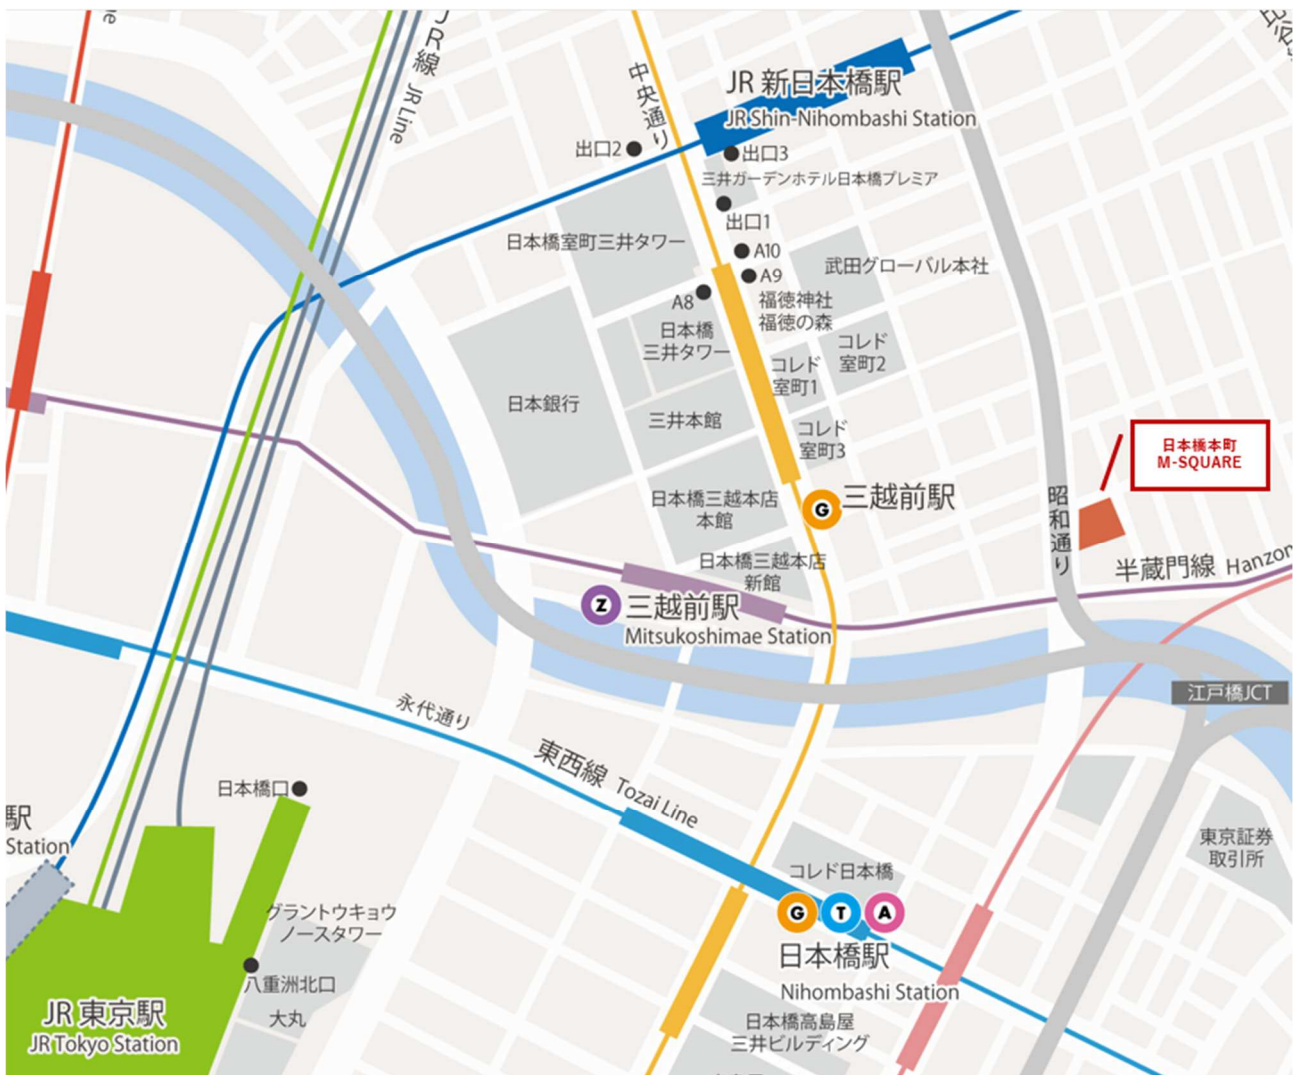 JR線 JR Line
中央通り
JR 新日本橋駅
JR Shin-Nihombashi Station
出口2
出口3
三井ガーデンホテル日本橋プレミア
出口1
日本橋室町三井タワー
A10
A9
武田グローバル本社
A8
福徳神社
福徳の森
日本橋
三井タワー
コレド
室町2
コレド
室町1
日本銀行
三井本館
コレド
室町3
日本橋本町
M-SQUARE
日本橋三越本店
本館
G
三越前駅
昭和通り
日本橋三越本店
新館
半蔵門線 Hanzon
Z
三越前駅
Mitsukoshimae Station
江戸橋JCT
永代通り
東西線 Tozai Line
日本橋口
駅
Station
東京証券
取引所
コレド日本橋
G
T
A
日本橋駅
Nihombashi Station
グラントウキョウ
ノースタワー
八重洲北口
大丸
JR 東京駅
JR Tokyo Station
日本橋高島屋
三井ビルディング